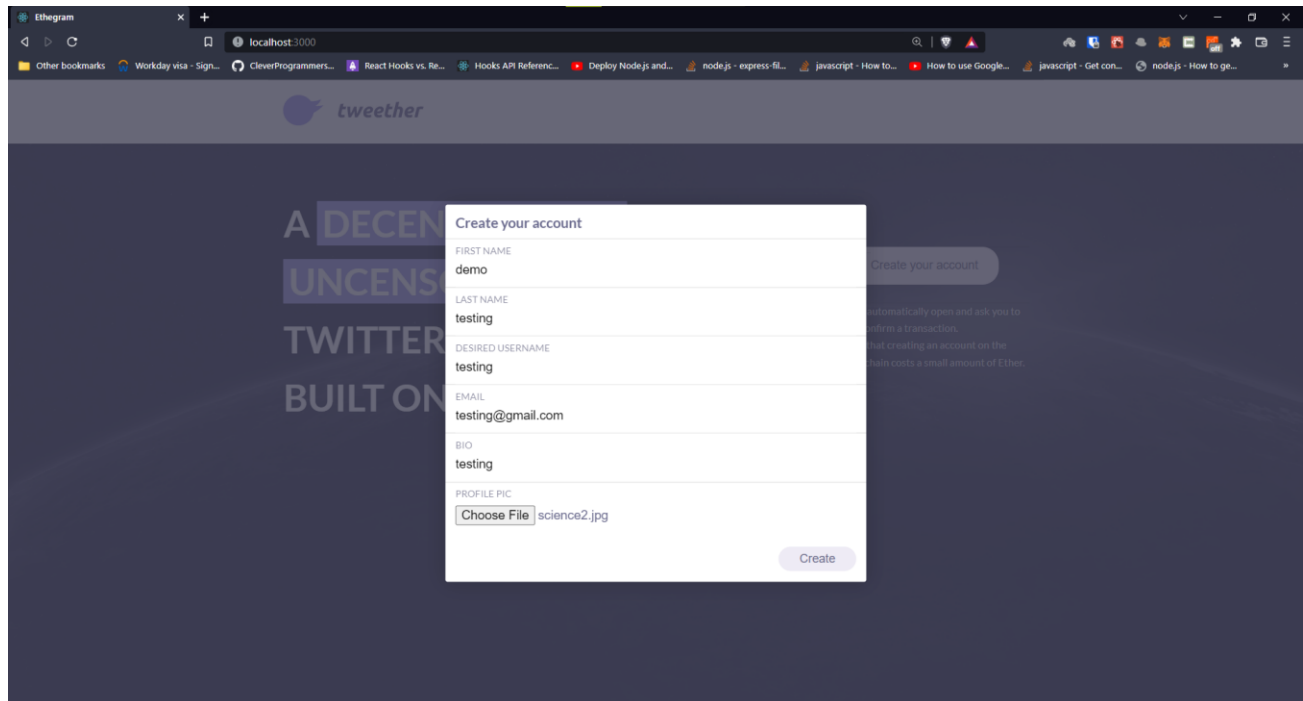 Ethegram
localhost:3000
Other bookmarks
Workday visa - Sign...
CleverProgrammers...
React Hooks vs. Re...
Hooks API Referenc...
Deploy Node.js and...
node.js - express-fil...
javascript - How to...
How to use Google...
javascript - Get con...
node.js - How to ge...
»
tweether
A DECEN
UNCENSO
TWITTER
BUILT ON
Create your account
FIRST NAME
demo
LAST NAME
testing
DESIRED USERNAME
testing
EMAIL
testing@gmail.com
BIO
testing
PROFILE PIC
Choose File science2.jpg
Create
Create your account
automatically open and ask you to
onfirm a transaction.
that creating an account on the
chain costs a small amount of Ether.